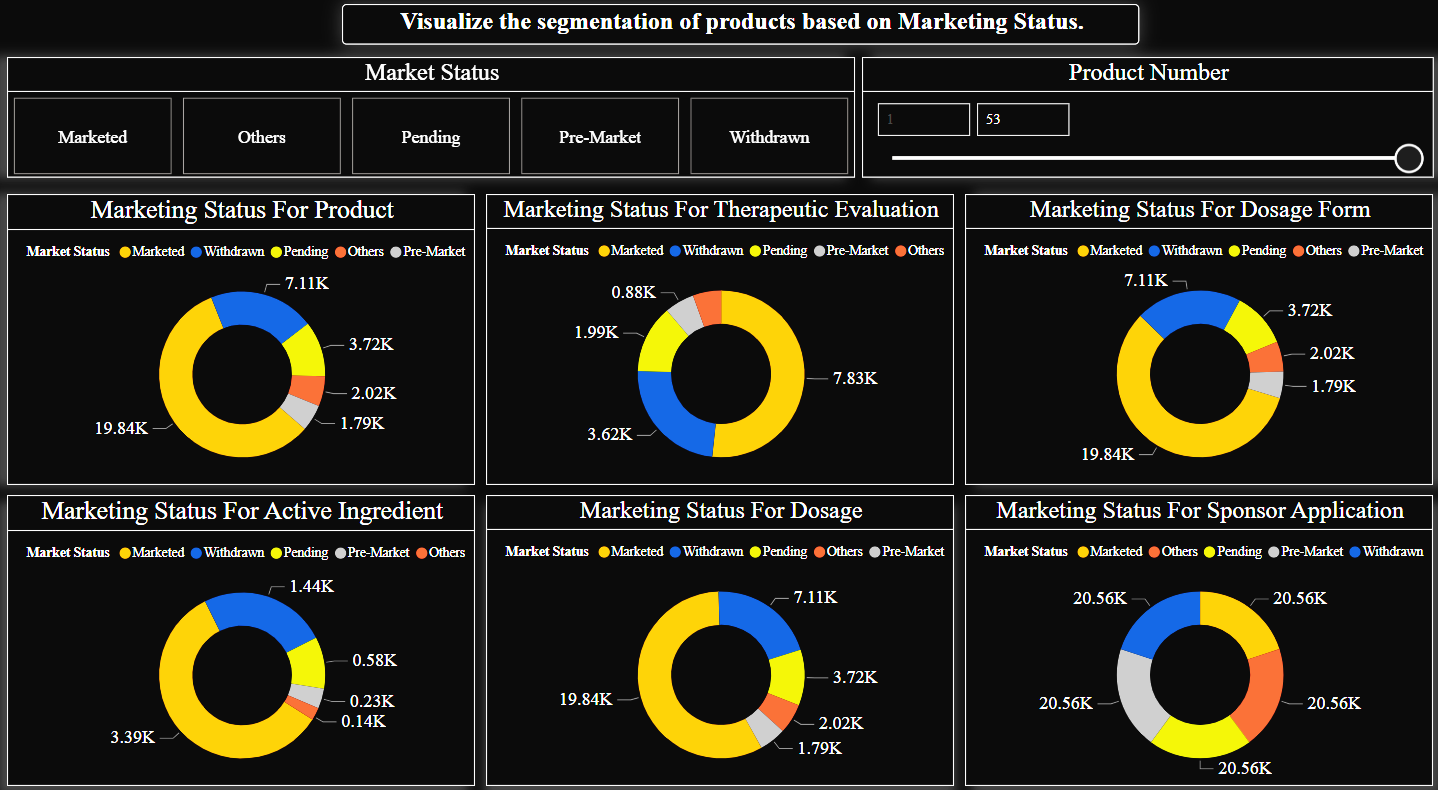 Visualize the segmentation of products based on Marketing Status.
Market Status
Marketed
Others
Pending
Pre-Market
Withdrawn
Product Number
1
53
Marketing Status For Product
Market Status Marketed Withdrawn Pending Others Pre-Market
7.11K
3.72K
2.02K
1.79K
19.84K
Marketing Status For Therapeutic Evaluation
Market Status Marketed Withdrawn Pending Pre-Market Others
0.88K
1.99K
7.83K
3.62K
Marketing Status For Dosage Form
Market Status Marketed Withdrawn Pending Others Pre-Market
7.11K
3.72K
2.02K
1.79K
19.84K
Marketing Status For Active Ingredient
Market Status Marketed Withdrawn Pending Pre-Market Others
1.44K
0.58K
0.23K
0.14K
3.39K
Marketing Status For Dosage
Market Status Marketed Withdrawn Pending Others Pre-Market
7.11K
3.72K
19.84K
2.02K
1.79K
Marketing Status For Sponsor Application
Market Status Marketed Others Pending Pre-Market Withdrawn
20.56K
20.56K
20.56K
20.56K
20.56K